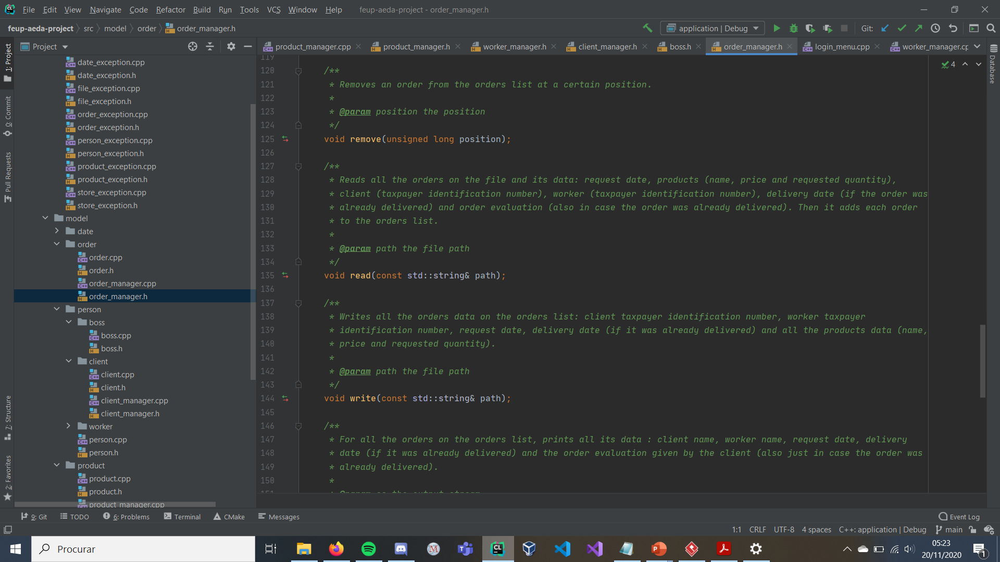 File Edit View Navigate Code Refactor Build Run Tools VCS Window Help feup-aeda-project - order_manager.h
feup-aeda-project src model order order_manager.h application | Debug Git:
Project
product_manager.cpp product_manager.h worker_manager.h client_manager.h boss.h order_manager.h login_menu.cpp worker_manager.cp
1: Project
0: Commit
Pull Requests
7: Structure
2: Favorites
Database
date_exception.cpp
date_exception.h
file_exception.cpp
file_exception.h
order_exception.cpp
order_exception.h
person_exception.cpp
person_exception.h
product_exception.cpp
product_exception.h
store_exception.cpp
store_exception.h
model
date
order
order.cpp
order.h
order_manager.cpp
order_manager.h
person
boss
boss.cpp
boss.h
client
client.cpp
client.h
client_manager.cpp
client_manager.h
worker
person.cpp
person.h
product
product.cpp
product.h
product_manager.cpp
4
119
120 /**
121 * Removes an order from the orders list at a certain position.
122 *
123 * @param position the position
124 */
125 void remove(unsigned long position);
126
127 /**
128 * Reads all the orders on the file and its data: request date, products (name, price and requested quantity),
129 * client (taxpayer identification number), worker (taxpayer identification number), delivery date (if the order was
130 * already delivered) and order evaluation (also in case the order was already delivered). Then it adds each order
131 * to the orders list.
132 *
133 * @param path the file path
134 */
135 void read(const std::string& path);
136
137 /**
138 * Writes all the orders data on the orders list: client taxpayer identification number, worker taxpayer
139 * identification number, request date, delivery date (if it was already delivered) and all the products data (name,
140 * price and requested quantity).
141 *
142 * @param path the file path
143 */
144 void write(const std::string& path);
145
146 /**
147 * For all the orders on the orders list, prints all its data : client name, worker name, request date, delivery
148 * date (if it was already delivered) and the order evaluation given by the client (also just in case the order was
149 * already delivered).
150 *
151 * @param os the output stream
9: Git TODO 6: Problems Terminal CMake Messages Event Log
1:1 CRLF UTF-8 4 spaces C++: application | Debug main
Procurar
05:23
20/11/2020
1